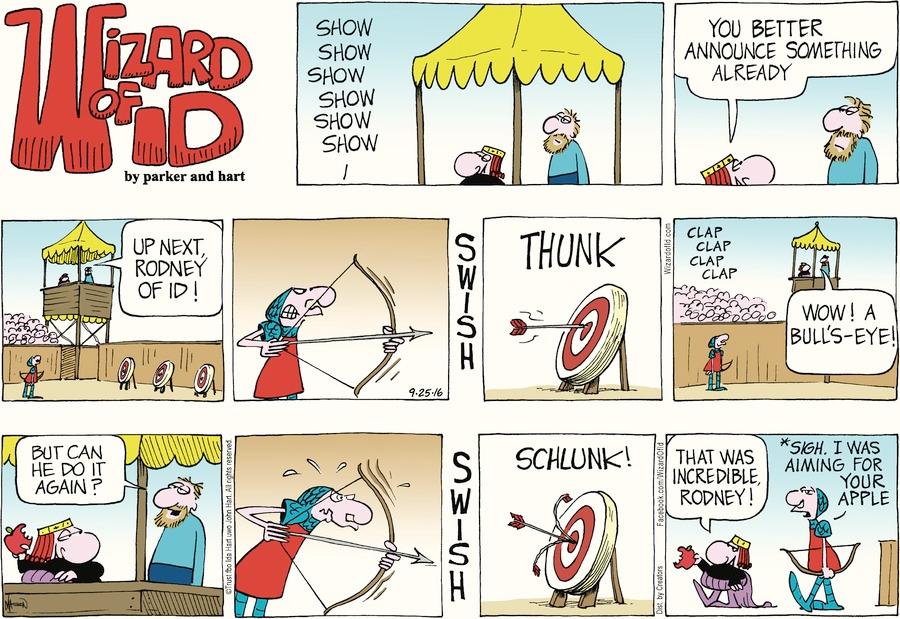 WIZARD
OF
ID
by parker and hart
SHOW
SHOW
SHOW
SHOW
SHOW
SHOW
!
YOU BETTER
ANNOUNCE SOMETHING
ALREADY
UP NEXT,
RODNEY
OF ID!
9-25-16
SWISH
THUNK
WizardofId.com
CLAP
CLAP
CLAP
CLAP
WOW! A
BULL'S-EYE!
BUT CAN
HE DO IT
AGAIN?
©Trust fbo Ida Hart uwo John Hart. All rights reserved.
SWISH
SCHLUNK!
Facebook.com/WizardOfId
Dist. by Creators
THAT WAS
INCREDIBLE,
RODNEY!
*SIGH. I WAS
AIMING FOR
YOUR
APPLE